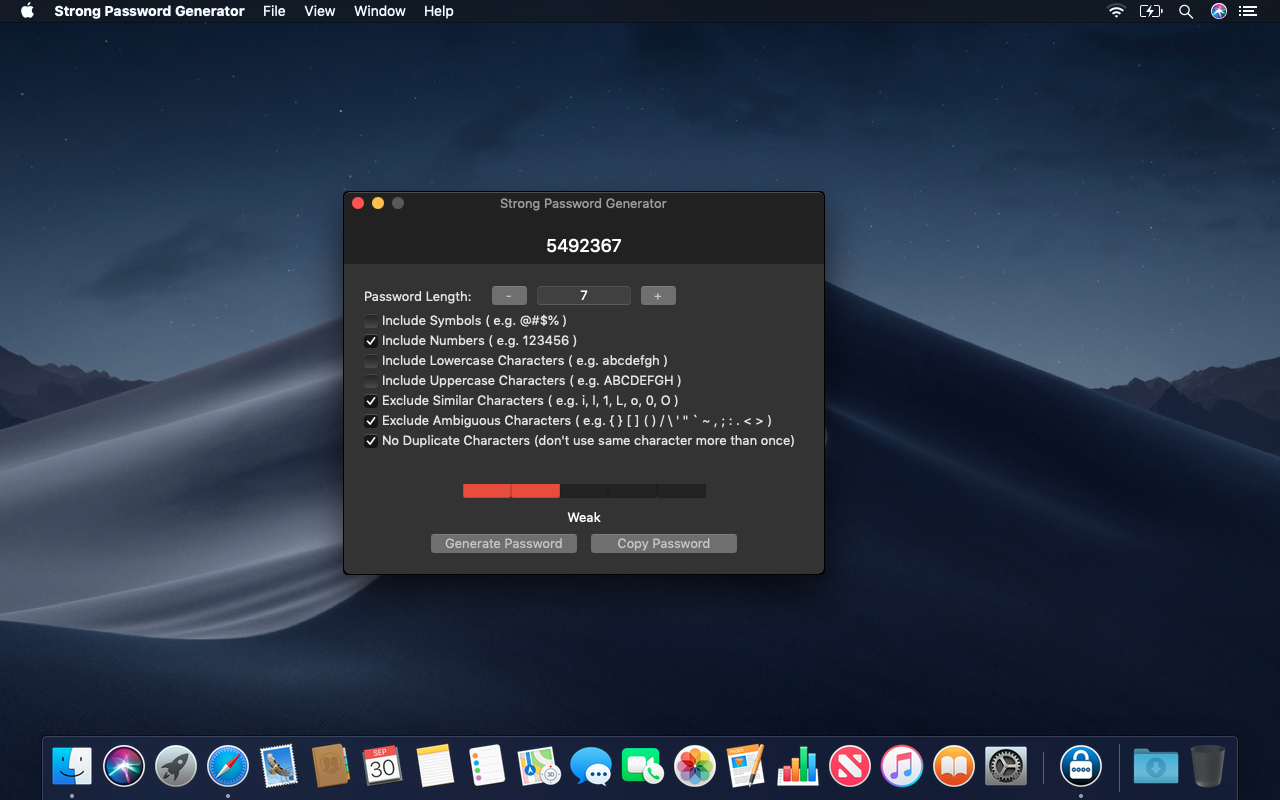 Strong Password Generator File View Window Help
Strong Password Generator
5492367
Password Length: - 7 +
Include Symbols ( e.g. @#$% )
Include Numbers ( e.g. 123456 )
Include Lowercase Characters ( e.g. abcdefgh )
Include Uppercase Characters ( e.g. ABCDEFGH )
Exclude Similar Characters ( e.g. i, l, 1, L, o, 0, O )
Exclude Ambiguous Characters ( e.g. { } [ ] ( ) / \ ' " ` ~ , ; : . < > )
No Duplicate Characters (don't use same character more than once)
Weak
Generate Password Copy Password
SEP
30